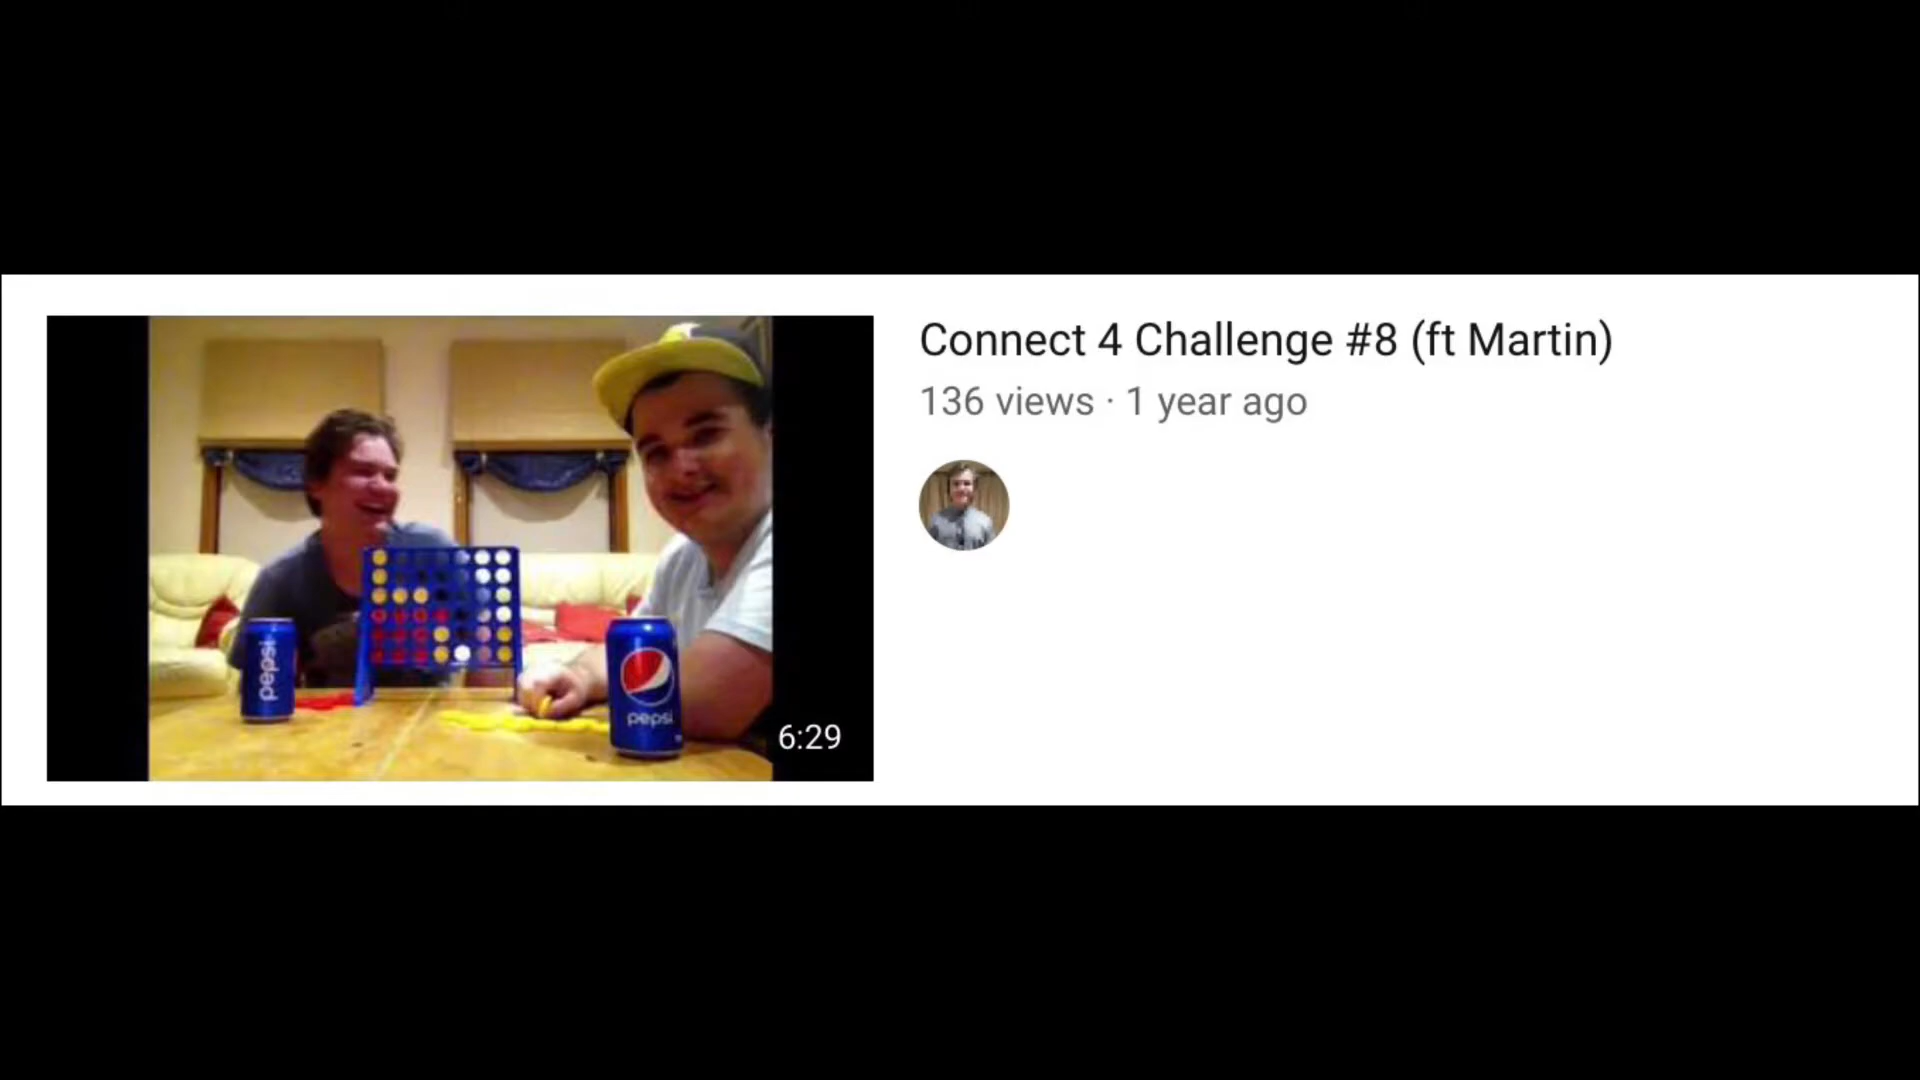 Connect 4 Challenge #8 (ft Martin)
136 views · 1 year ago
pepsi
pepsi
6:29